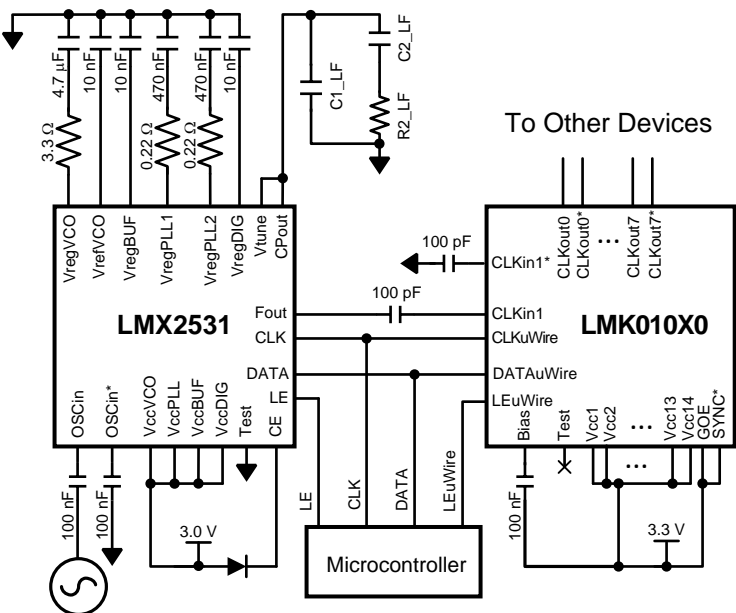 4.7 µF
10 nF
10 nF
470 nF
470 nF
10 nF
3.3 Ω
0.22 Ω
0.22 Ω
C1_LF
C2_LF
R2_LF
To Other Devices
VregVCO
VrefVCO
VregBUF
VregPLL1
VregPLL2
VregDIG
Vtune
CPout
CLKout0
CLKout0*
...
CLKout7
CLKout7*
100 pF
CLKin1*
100 pF
Fout
CLKin1
LMX2531
LMK010X0
CLK
CLKuWire
DATA
DATAuWire
LE
LEuWire
OSCin
OSCin*
VccVCO
VccPLL
VccBUF
VccDIG
Test
CE
Bias
Test
Vcc1
Vcc2
...
Vcc13
Vcc14
GOE
SYNC*
...
100 nF
100 nF
LE
CLK
DATA
LEuWire
100 nF
3.0 V
3.3 V
Microcontroller